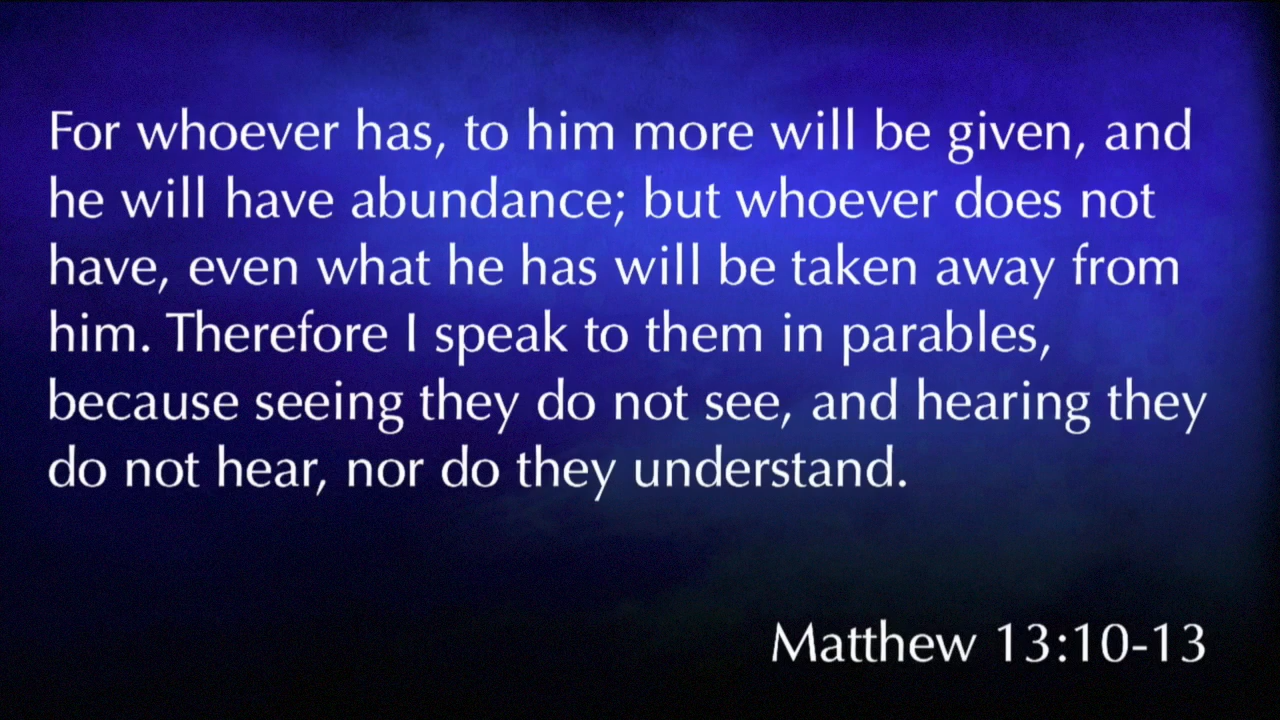 For whoever has, to him more will be given, and
he will have abundance; but whoever does not
have, even what he has will be taken away from
him. Therefore I speak to them in parables,
because seeing they do not see, and hearing they
do not hear, nor do they understand.
Matthew 13:10-13